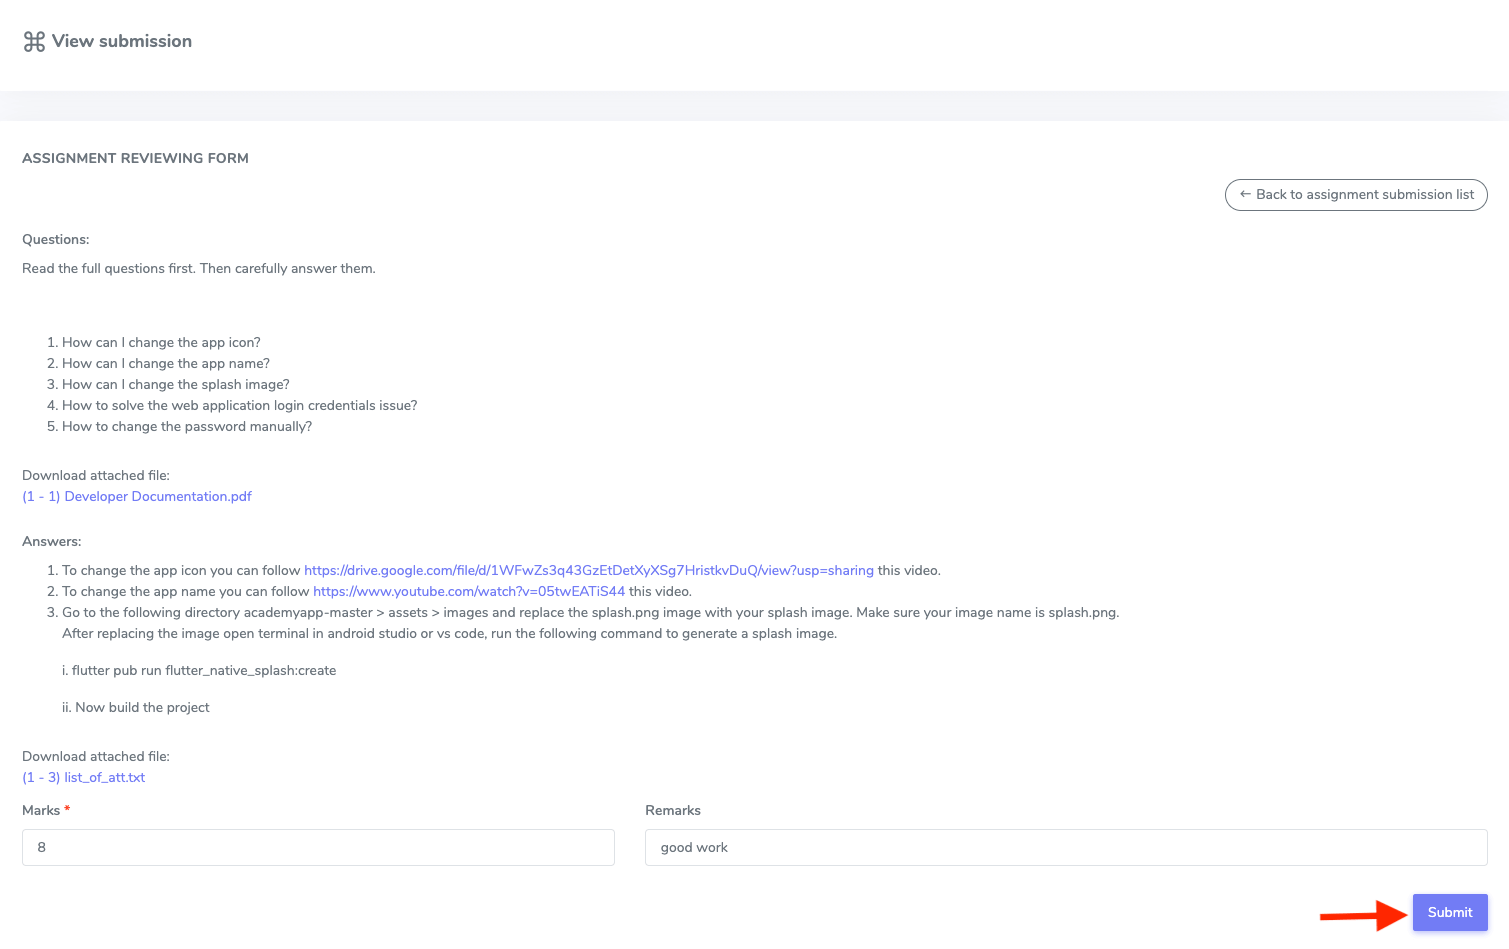 View submission
ASSIGNMENT REVIEWING FORM
← Back to assignment submission list
Questions:
Read the full questions first. Then carefully answer them.
1. How can I change the app icon?
2. How can I change the app name?
3. How can I change the splash image?
4. How to solve the web application login credentials issue?
5. How to change the password manually?
Download attached file:
(1 - 1) Developer Documentation.pdf
Answers:
1. To change the app icon you can follow https://drive.google.com/file/d/1WFwZs3q43GzEtDetXyXSg7HristkvDuQ/view?usp=sharing this video.
2. To change the app name you can follow https://www.youtube.com/watch?v=05twEATiS44 this video.
3. Go to the following directory academyapp-master > assets > images and replace the splash.png image with your splash image. Make sure your image name is splash.png.
After replacing the image open terminal in android studio or vs code, run the following command to generate a splash image.
i. flutter pub run flutter_native_splash:create
ii. Now build the project
Download attached file:
(1 - 3) list_of_att.txt
Marks * Remarks
8 good work
Submit